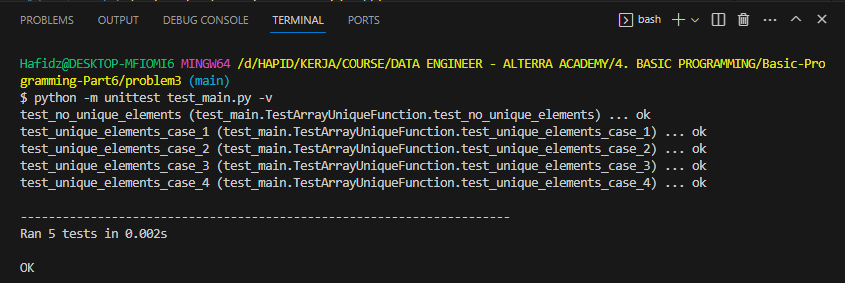 PROBLEMS OUTPUT DEBUG CONSOLE TERMINAL PORTS bash
Hafidz@DESKTOP-MFIOMI6 MINGW64 /d/HAPID/KERJA/COURSE/DATA ENGINEER - ALTERRA ACADEMY/4. BASIC PROGRAMMING/Basic-Pro
gramming-Part6/problem3 (main)
$ python -m unittest test_main.py -v
test_no_unique_elements (test_main.TestArrayUniqueFunction.test_no_unique_elements) ... ok
test_unique_elements_case_1 (test_main.TestArrayUniqueFunction.test_unique_elements_case_1) ... ok
test_unique_elements_case_2 (test_main.TestArrayUniqueFunction.test_unique_elements_case_2) ... ok
test_unique_elements_case_3 (test_main.TestArrayUniqueFunction.test_unique_elements_case_3) ... ok
test_unique_elements_case_4 (test_main.TestArrayUniqueFunction.test_unique_elements_case_4) ... ok
----------------------------------------------------------------------
Ran 5 tests in 0.002s
OK